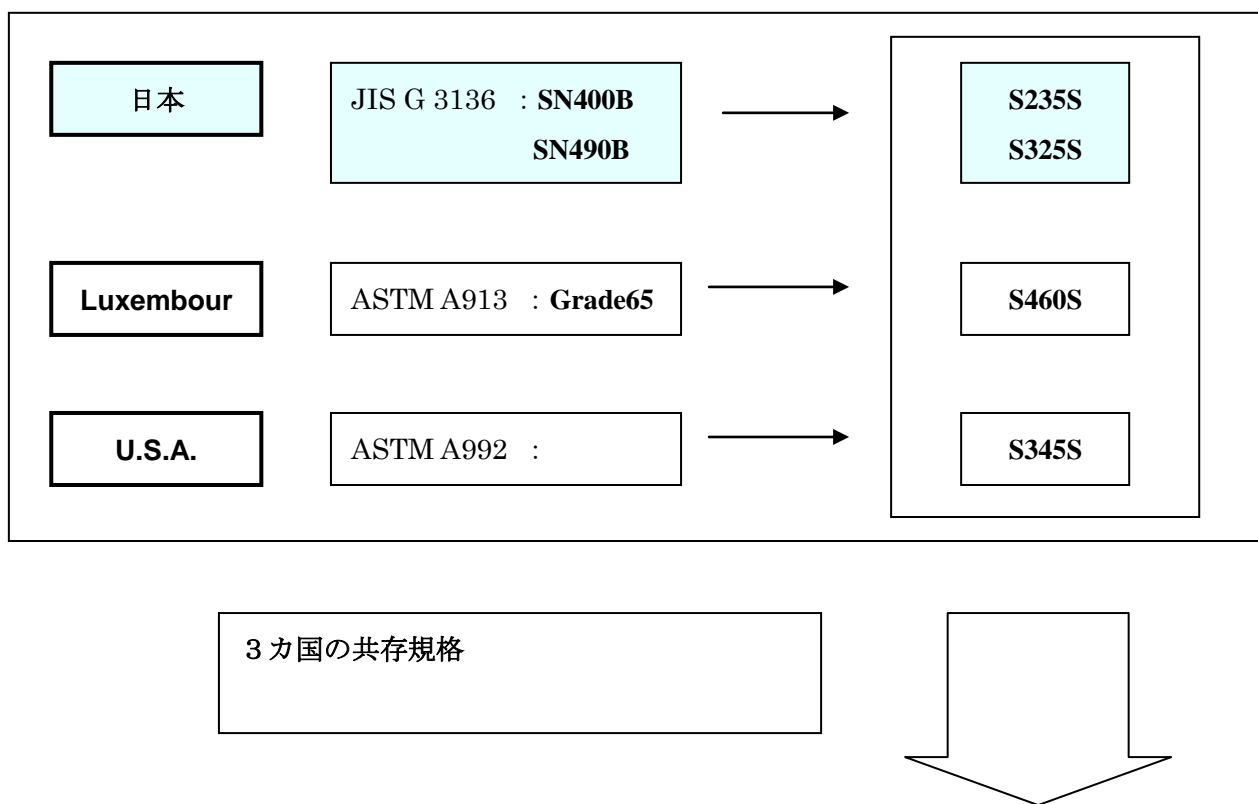 日本 JIS G 3136 : SN400B S235S
SN490B S325S
Luxembour ASTM A913 : Grade65 S460S
U.S.A. ASTM A992 : S345S
3カ国の共存規格